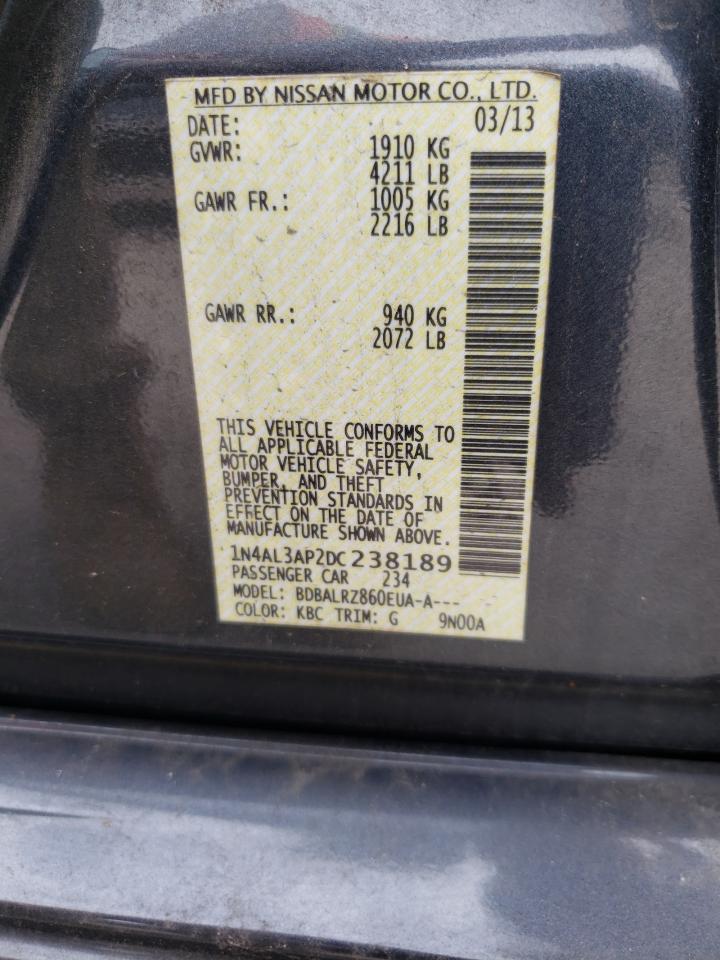 MFD BY NISSAN MOTOR CO., LTD.
DATE: 03/13
GVWR: 1910 KG
4211 LB
GAWR FR.: 1005 KG
2216 LB
GAWR RR.: 940 KG
2072 LB
THIS VEHICLE CONFORMS TO
ALL APPLICABLE FEDERAL
MOTOR VEHICLE SAFETY,
BUMPER, AND THEFT
PREVENTION STANDARDS IN
EFFECT ON THE DATE OF
MANUFACTURE SHOWN ABOVE.
1N4AL3AP2DC238189
PASSENGER CAR 234
MODEL: BDBALRZ860EUA-A---
COLOR: KBC TRIM: G 9N00A